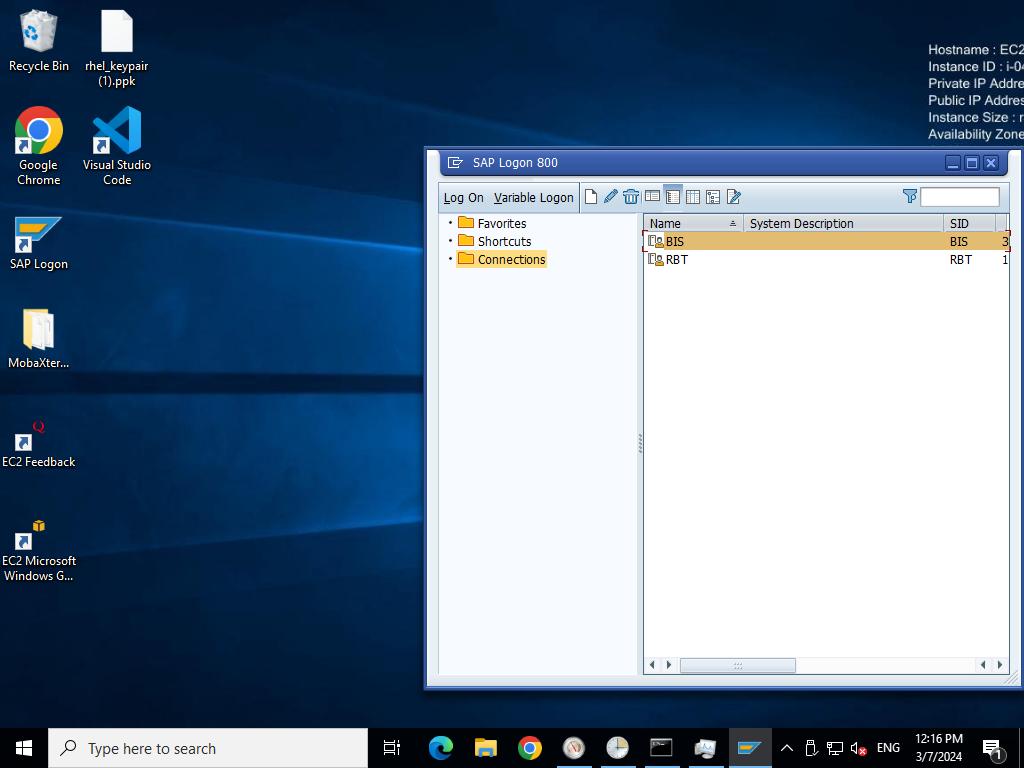 Recycle Bin
rhel_keypair
(1).ppk
Google
Chrome
Visual Studio
Code
SAP Logon
MobaXter...
EC2 Feedback
EC2 Microsoft
Windows G...
Hostname : EC2
Instance ID : i-04
Private IP Addre
Public IP Addres
Instance Size : r
Availability Zone
SAP Logon 800
Log On Variable Logon
Favorites
Shortcuts
Connections
Name System Description SID
BIS BIS 3
RBT RBT 1
Type here to search
ENG
12:16 PM
3/7/2024
1